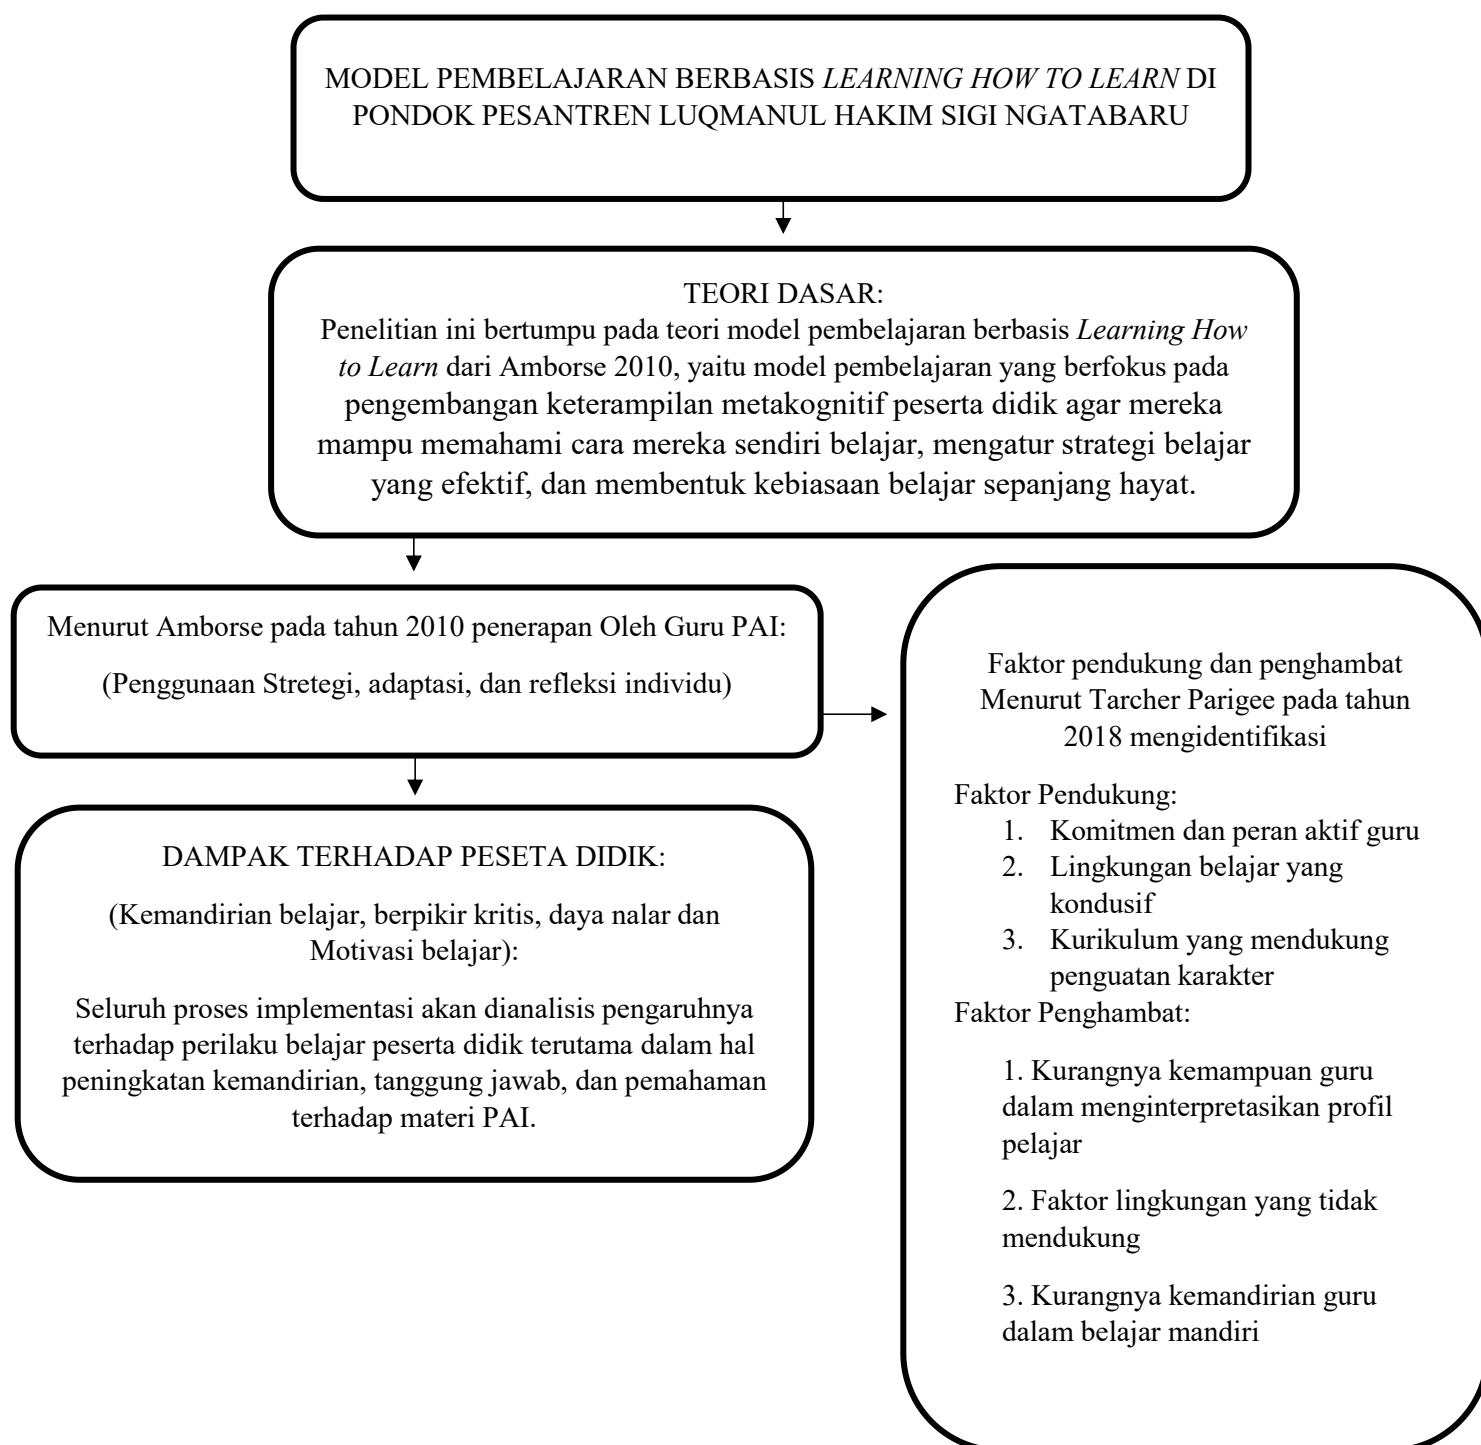 MODEL PEMBELAJARAN BERBASIS LEARNING HOW TO LEARN DI
PONDOK PESANTREN LUQMANUL HAKIM SIGI NGATABARU
TEORI DASAR:
Penelitian ini bertumpu pada teori model pembelajaran berbasis Learning How
to Learn dari Amborse 2010, yaitu model pembelajaran yang berfokus pada
pengembangan keterampilan metakognitif peserta didik agar mereka
mampu memahami cara mereka sendiri belajar, mengatur strategi belajar
yang efektif, dan membentuk kebiasaan belajar sepanjang hayat.
Menurut Amborse pada tahun 2010 penerapan Oleh Guru PAI:
(Penggunaan Stretegi, adaptasi, dan refleksi individu)
DAMPAK TERHADAP PESETA DIDIK:
(Kemandirian belajar, berpikir kritis, daya nalar dan
Motivasi belajar):
Seluruh proses implementasi akan dianalisis pengaruhnya
terhadap perilaku belajar peserta didik terutama dalam hal
peningkatan kemandirian, tanggung jawab, dan pemahaman
terhadap materi PAI.
Faktor pendukung dan penghambat
Menurut Tarcher Parigee pada tahun
2018 mengidentifikasi
Faktor Pendukung:
1. Komitmen dan peran aktif guru
2. Lingkungan belajar yang
kondusif
3. Kurikulum yang mendukung
penguatan karakter
Faktor Penghambat:
1. Kurangnya kemampuan guru
dalam menginterpretasikan profil
pelajar
2. Faktor lingkungan yang tidak
mendukung
3. Kurangnya kemandirian guru
dalam belajar mandiri